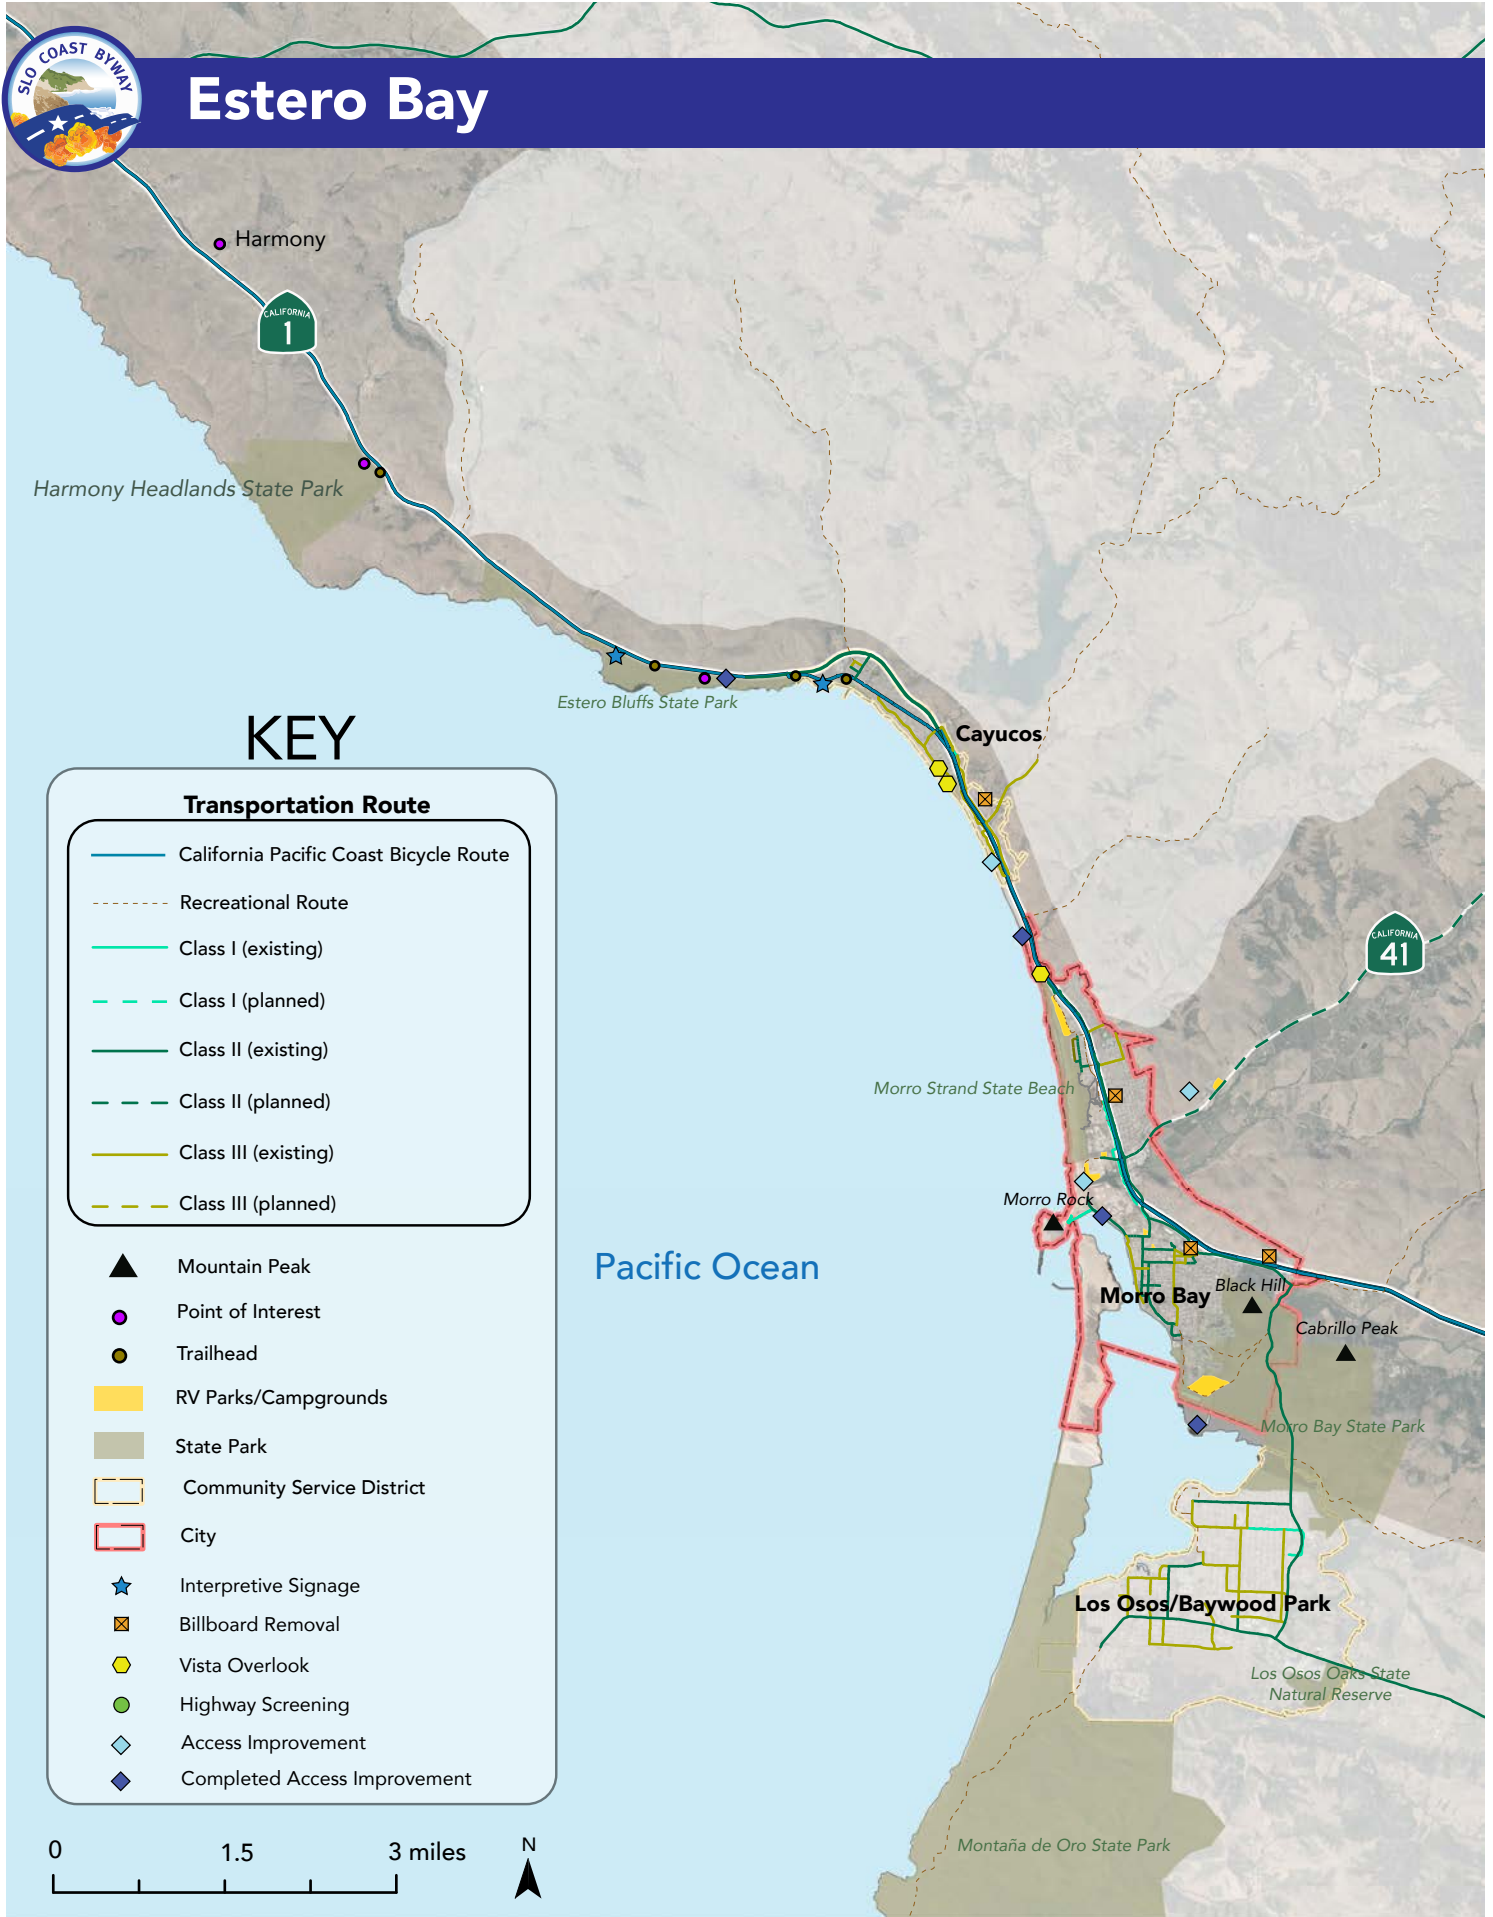 SLO COAST BYWAY
Estero Bay
Harmony
CALIFORNIA
1
Harmony Headlands State Park
Estero Bluffs State Park
Cayucos
CALIFORNIA
41
Morro Strand State Beach
Morro Rock
Pacific Ocean
Morro Bay
Black Hill
Cabrillo Peak
Morro Bay State Park
Los Osos/Baywood Park
Los Osos Oaks State
Natural Reserve
Montaña de Oro State Park
KEY
Transportation Route
California Pacific Coast Bicycle Route
Recreational Route
Class I (existing)
Class I (planned)
Class II (existing)
Class II (planned)
Class III (existing)
Class III (planned)
Mountain Peak
Point of Interest
Trailhead
RV Parks/Campgrounds
State Park
Community Service District
City
Interpretive Signage
Billboard Removal
Vista Overlook
Highway Screening
Access Improvement
Completed Access Improvement
0 1.5 3 miles
N